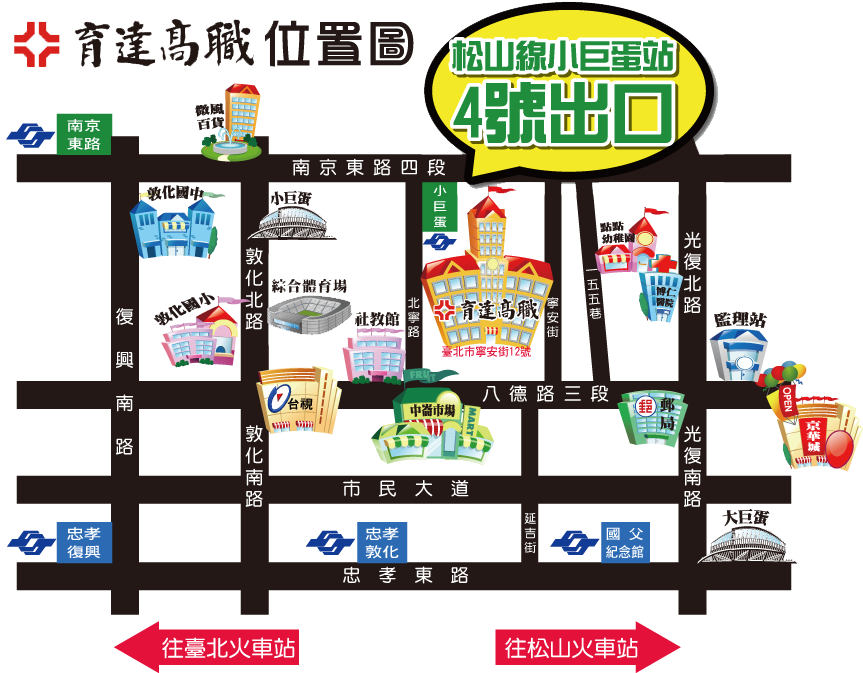 育達高職位置圖
松山線小巨蛋站
4號出口
微風
百貨
南京
東路
南京東路四段
敦化國中
小巨蛋
小巨蛋
點點
幼稚園
光復北路
敦化北路
博仁
醫院
綜合體育場
敦化國小
社教館
北寧路
育達高職
寧安街
一五五巷
臺北市寧安街12號
監理站
復興南路
FRUIT
八德路三段
台視
中崙市場
MART
郵
郵局
OPEN
京華城
敦化南路
光復南路
市民大道
忠孝
復興
忠孝
敦化
延吉街
國父
紀念館
大巨蛋
忠孝東路
往臺北火車站
往松山火車站